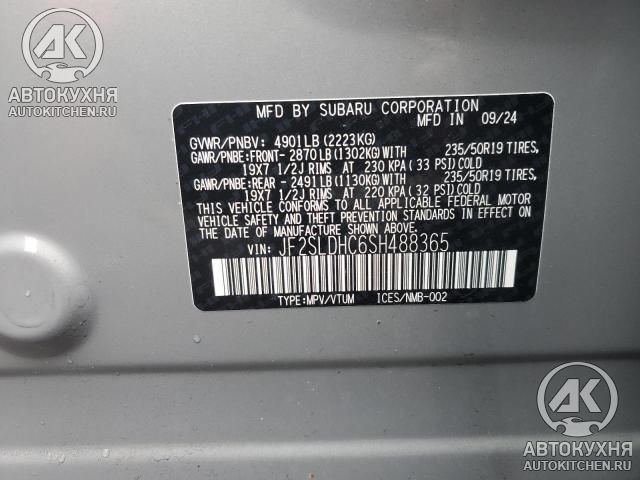 АВТОКУХНЯ
AUTOKITCHEN.RU
АВТОКУХНЯ
AUTOKITCHEN.RU
MFD BY SUBARU CORPORATION
MFD IN 09/24
GVWR/PNBV: 4901LB(2223KG)
GAWR/PNBE:FRONT- 2870LB(1302KG)WITH 235/50R19 TIRES,
19X7 1/2J RIMS AT 230 KPA (33 PSI)COLD
GAWR/PNBE:REAR - 2491LB(1130KG)WITH 235/50R19 TIRES,
19X7 1/2J RIMS AT 220 KPA (32 PSI)COLD
THIS VEHICLE CONFORMS TO ALL APPLICABLE FEDERAL MOTOR
VEHICLE SAFETY AND THEFT PREVENTION STANDARDS IN EFFECT
ON THE DATE OF MANUFACTURE SHOWN ABOVE.
VIN: JF2SLDHC6SH488365
TYPE:MPV/VTUM ICES/NMB-002
AK
АВТОКУХНЯ
AUTOKITCHEN.RU